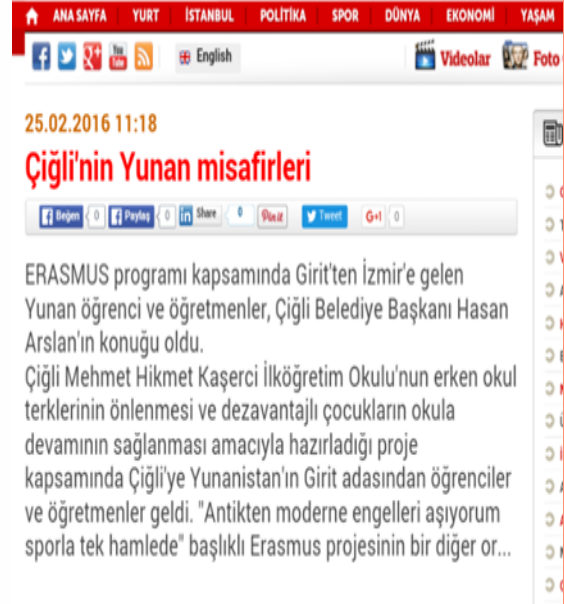 ANA SAYFA YURT İSTANBUL POLİTİKA SPOR DÜNYA EKONOMİ YAŞAM
English Videolar Foto
25.02.2016 11:18
Çiğli'nin Yunan misafirleri
Beğen 0 Paylaş 0 Share 0 Pin it Tweet G+1 0
ERASMUS programı kapsamında Girit'ten İzmir'e gelen
Yunan öğrenci ve öğretmenler, Çiğli Belediye Başkanı Hasan
Arslan'ın konuğu oldu.
Çiğli Mehmet Hikmet Kaşerci İlköğretim Okulu'nun erken okul
terklerinin önlenmesi ve dezavantajlı çocukların okula
devamının sağlanması amacıyla hazırladığı proje
kapsamında Çiğli'ye Yunanistan'ın Girit adasından öğrenciler
ve öğretmenler geldi. "Antikten moderne engelleri aşıyorum
sporla tek hamlede" başlıklı Erasmus projesinin bir diğer or...